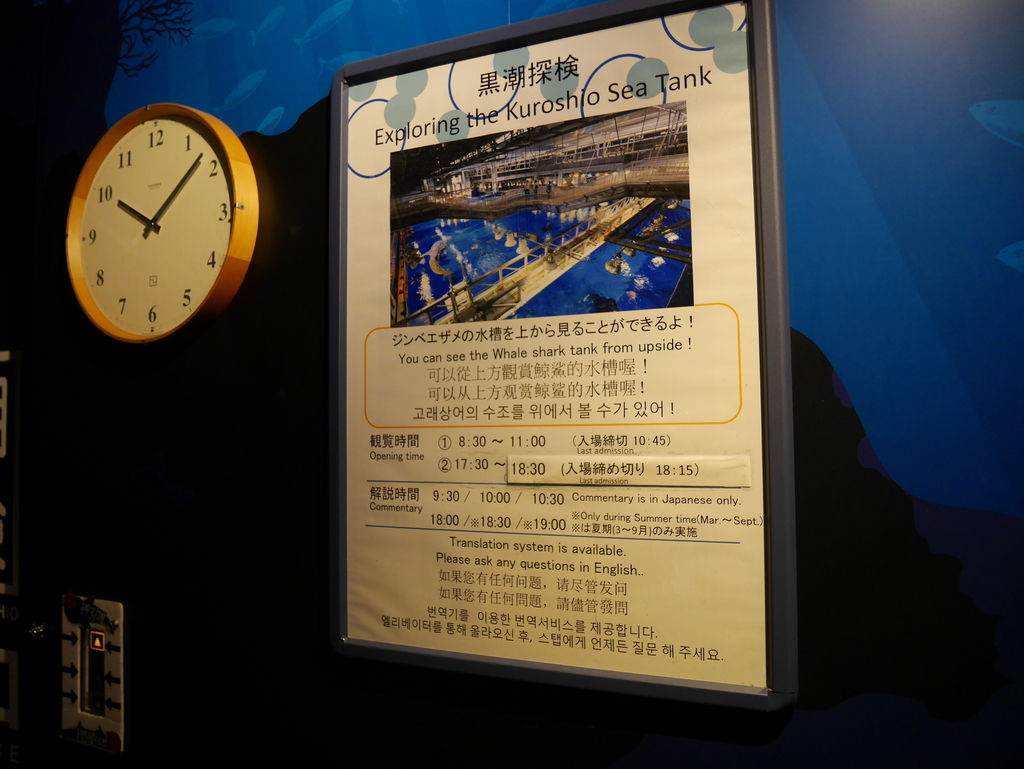 黒潮探検
Exploring the Kuroshio Sea Tank
ジンベエザメの水槽を上から見ることができるよ！
You can see the Whale shark tank from upside !
可以從上方觀賞鯨鯊的水槽喔！
可以从上方观赏鲸鲨的水槽喔！
고래상어의 수조를 위에서 볼 수가 있어 !
観覧時間 ① 8:30 ～ 11:00 （入場締切 10:45）
Opening time Last admission.
②17:30 ～ 18:30 (入場締め切り 18:15)
Last admission
解説時間 9:30 / 10:00 / 10:30 Commentary is in Japanese only.
Commentary
18:00 /※18:30 /※19:00 ※Only during Summer time(Mar.～Sept.)
※は夏期(3～9月)のみ実施
Translation system is available.
Please ask any questions in English..
如果您有任何问题，请尽管发问
如果您有任何問題，請儘管發問
번역기를 이용한 번역서비스를 제공합니다.
엘리베이터를 통해 올라오신 후, 스탭에게 언제든 질문 해 주세요.
12
1
2
3
4
5
6
7
8
9
10
11